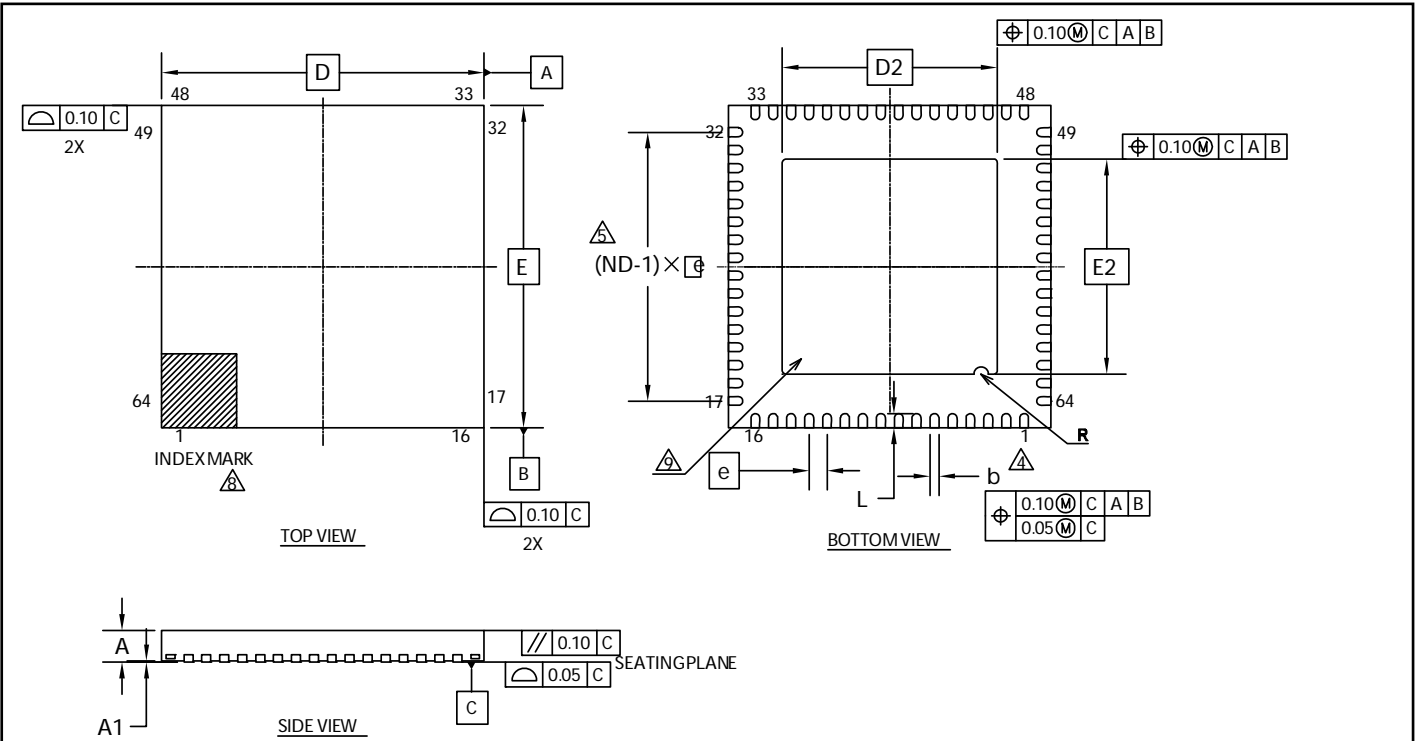 D
A
48 33
0.10 C
2X
49
32
E
64
17
1 16
INDEX MARK
8
B
0.10 C
2X
TOP VIEW
0.10 M C A B
D2
33 48
32
49
0.10 M C A B
5
(ND-1)×e
E2
17
64
16 1
R
9
e
L
b
4
0.10 M C A B
0.05 M C
BOTTOM VIEW
A
// 0.10 C
SEATING PLANE
0.05 C
C
A1
SIDE VIEW